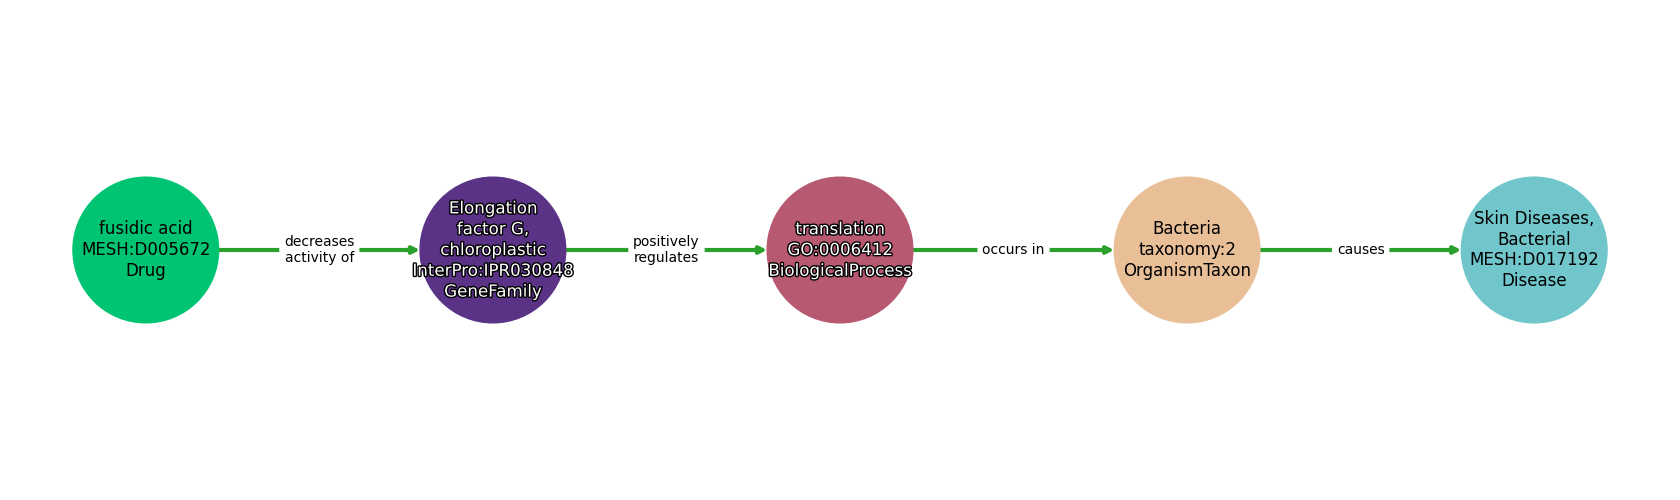 fusidic acid
MESH:D005672
Drug
decreases
activity of
Elongation
factor G,
chloroplastic
InterPro:IPR030848
GeneFamily
positively
regulates
translation
GO:0006412
BiologicalProcess
occurs in
Bacteria
taxonomy:2
OrganismTaxon
causes
Skin Diseases,
Bacterial
MESH:D017192
Disease